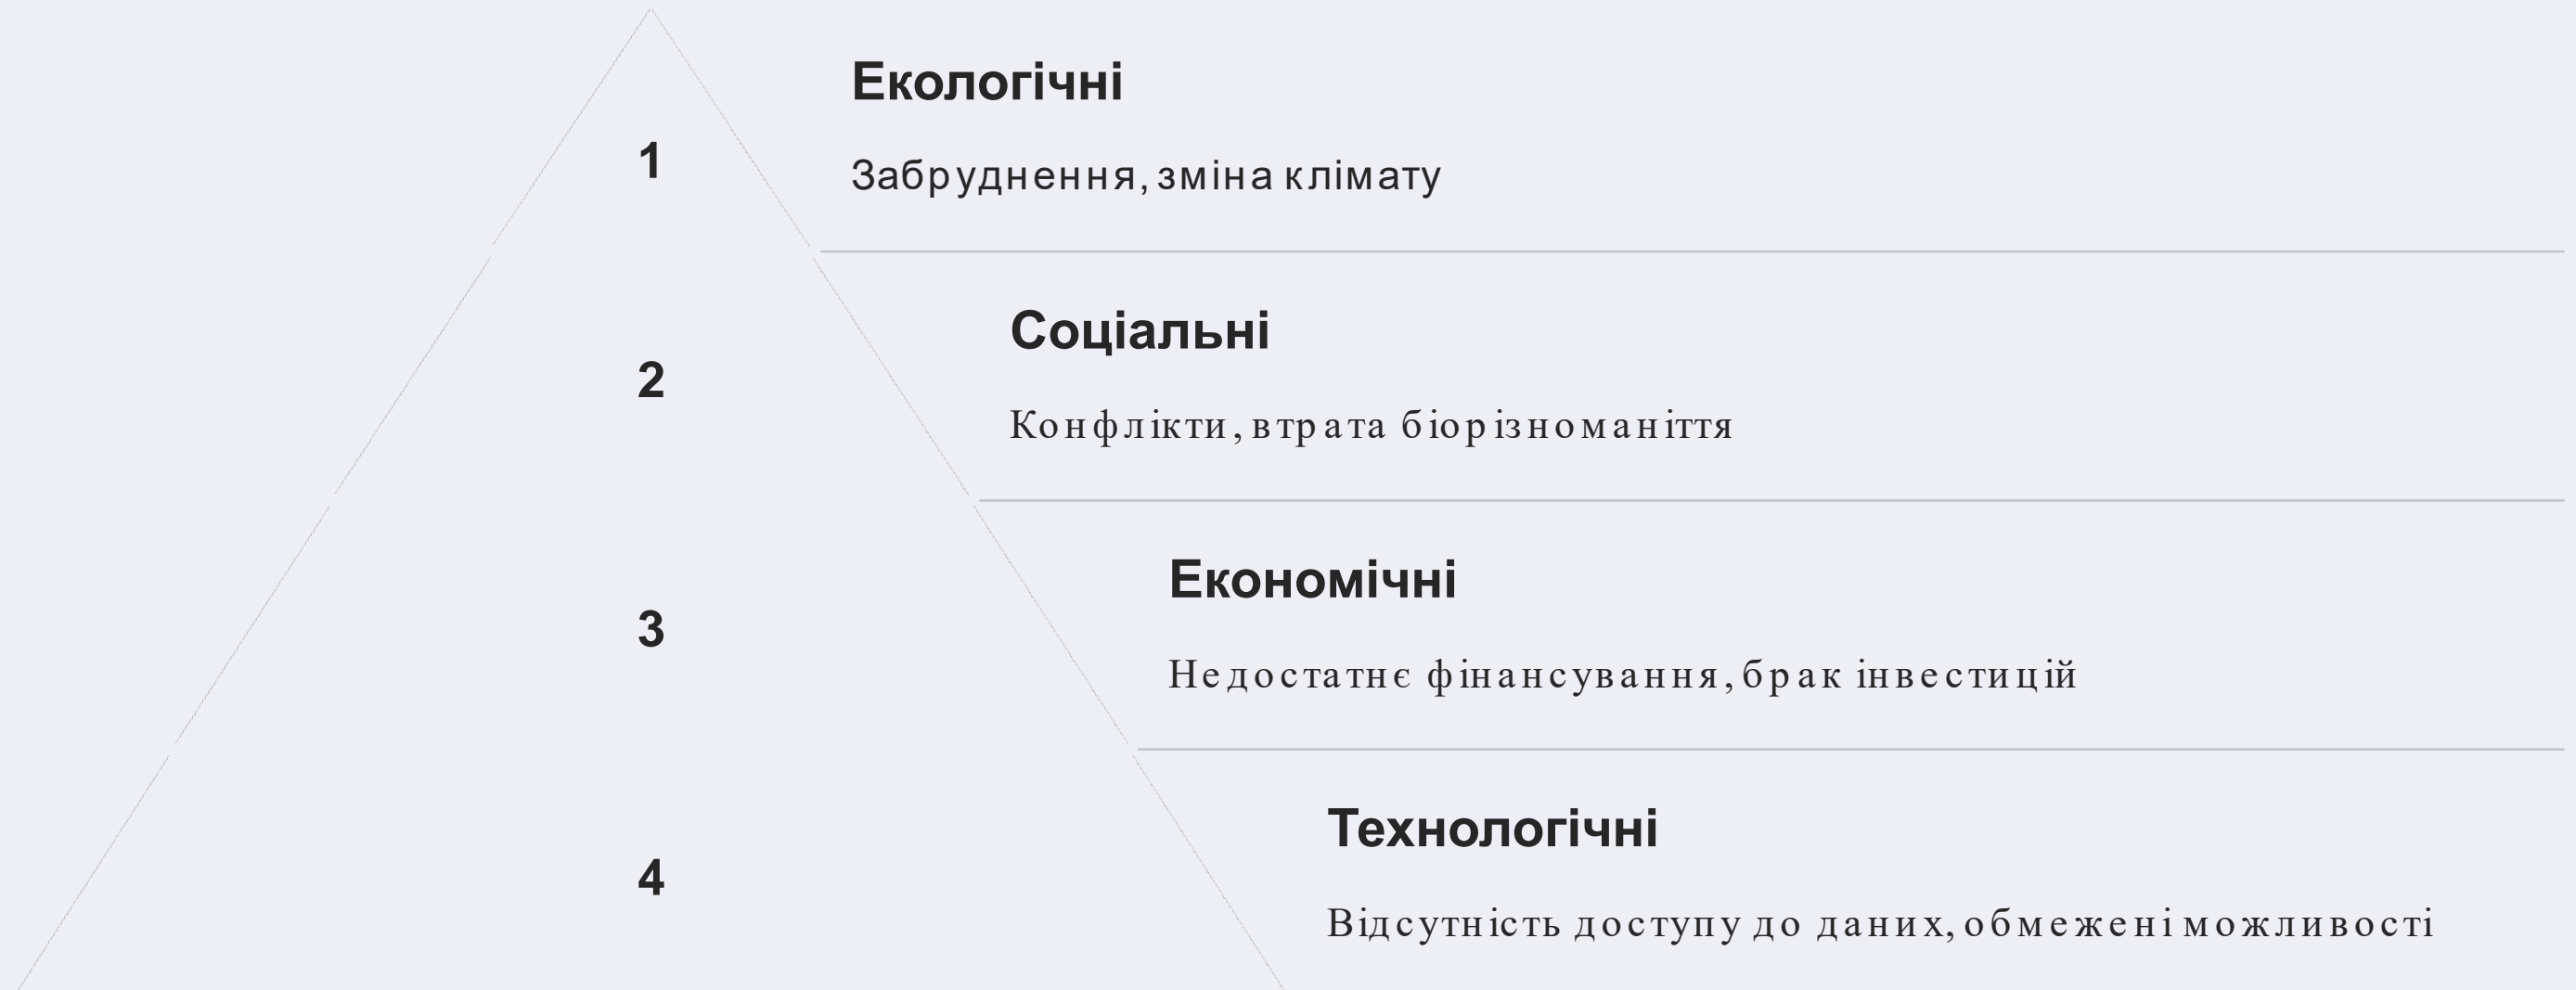 Екологічні
1
Забруднення, зміна клімату
Соціальні
2
Конфлікти, втрата біорізноманіття
Економічні
3
Недостатнє фінансування, брак інвестицій
Технологічні
4
Відсутність доступу до даних, обмежені можливості